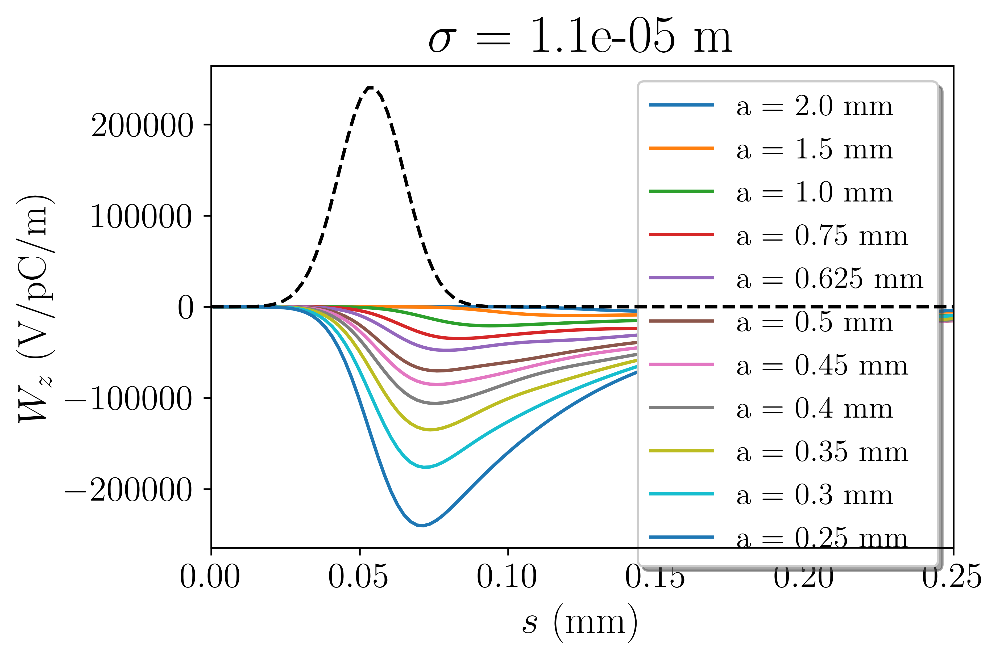 σ = 1.1e-05 m
W_z (V/pC/m)
200000
100000
0
−100000
−200000
a = 2.0 mm
a = 1.5 mm
a = 1.0 mm
a = 0.75 mm
a = 0.625 mm
a = 0.5 mm
a = 0.45 mm
a = 0.4 mm
a = 0.35 mm
a = 0.3 mm
a = 0.25 mm
0.00 0.05 0.10 0.15 0.20 0.25
s (mm)